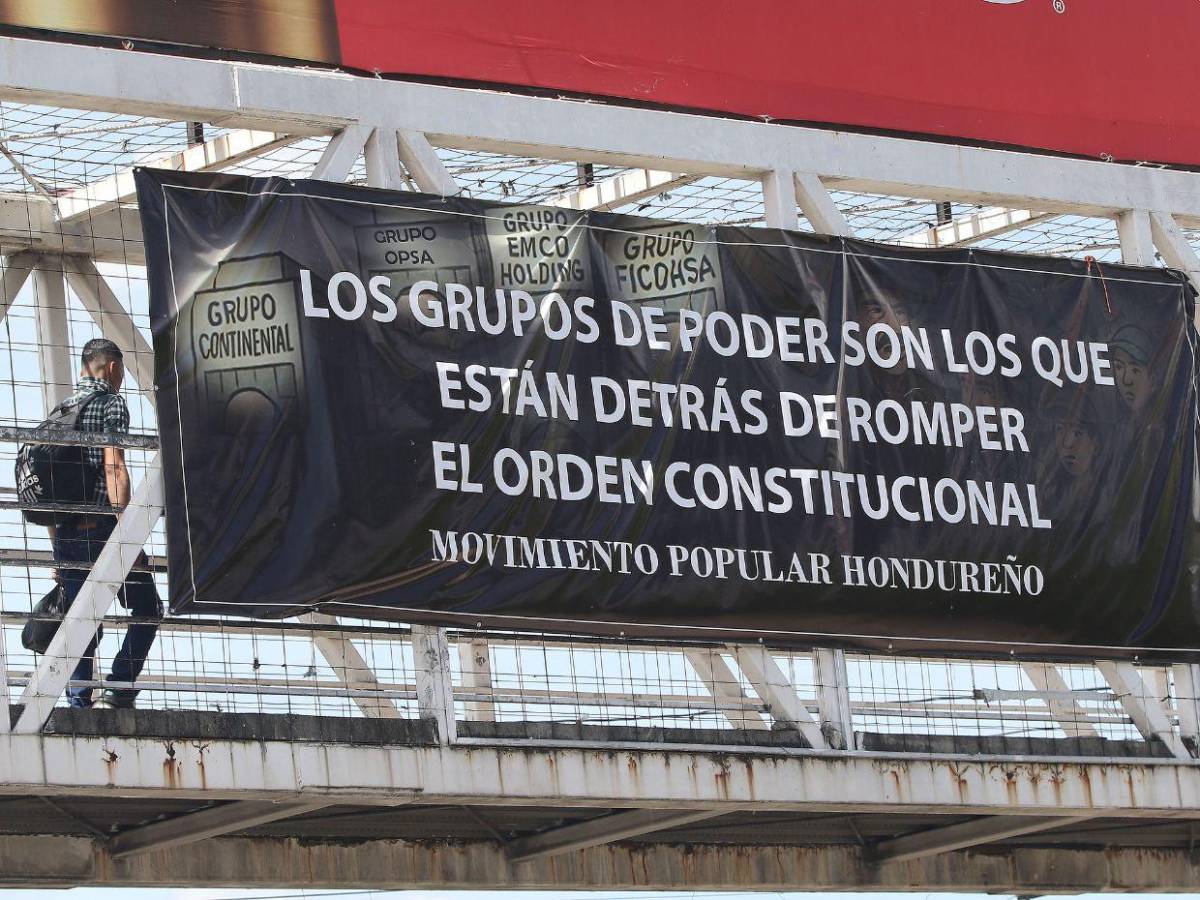 ®
GRUPO
OPSA
GRUPO
EMCO
HOLDING
GRUPO
FICOHSA
GRUPO
CONTINENTAL
LOS GRUPOS DE PODER SON LOS QUE
ESTÁN DETRÁS DE ROMPER
EL ORDEN CONSTITUCIONAL
MOVIMIENTO POPULAR HONDUREÑO
adidas